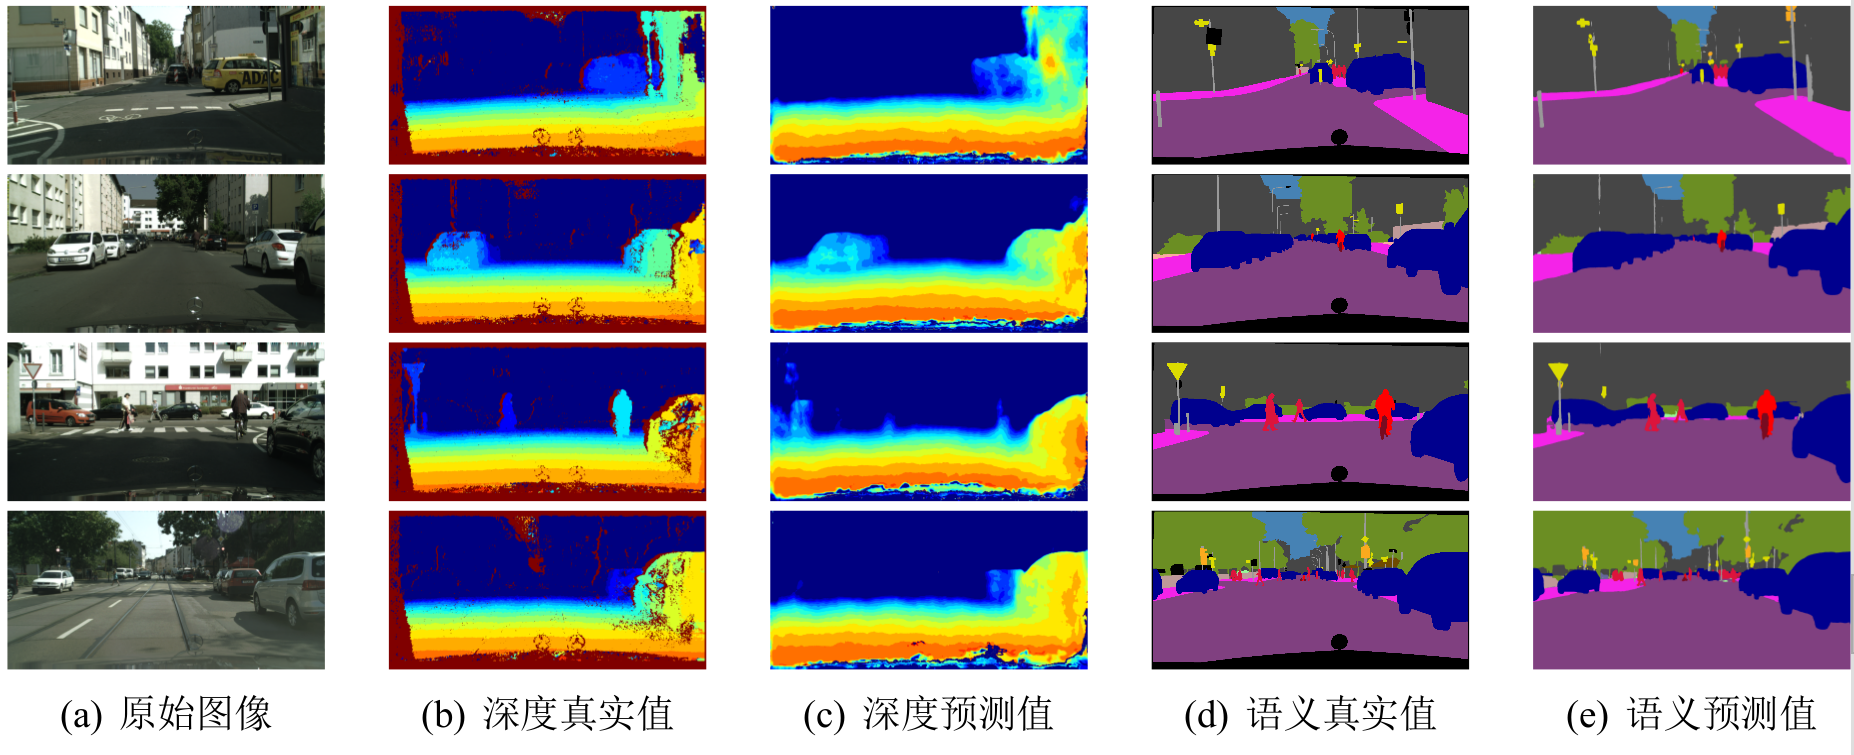 ADAC
(a) 原始图像
(b) 深度真实值
(c) 深度预测值
(d) 语义真实值
(e) 语义预测值